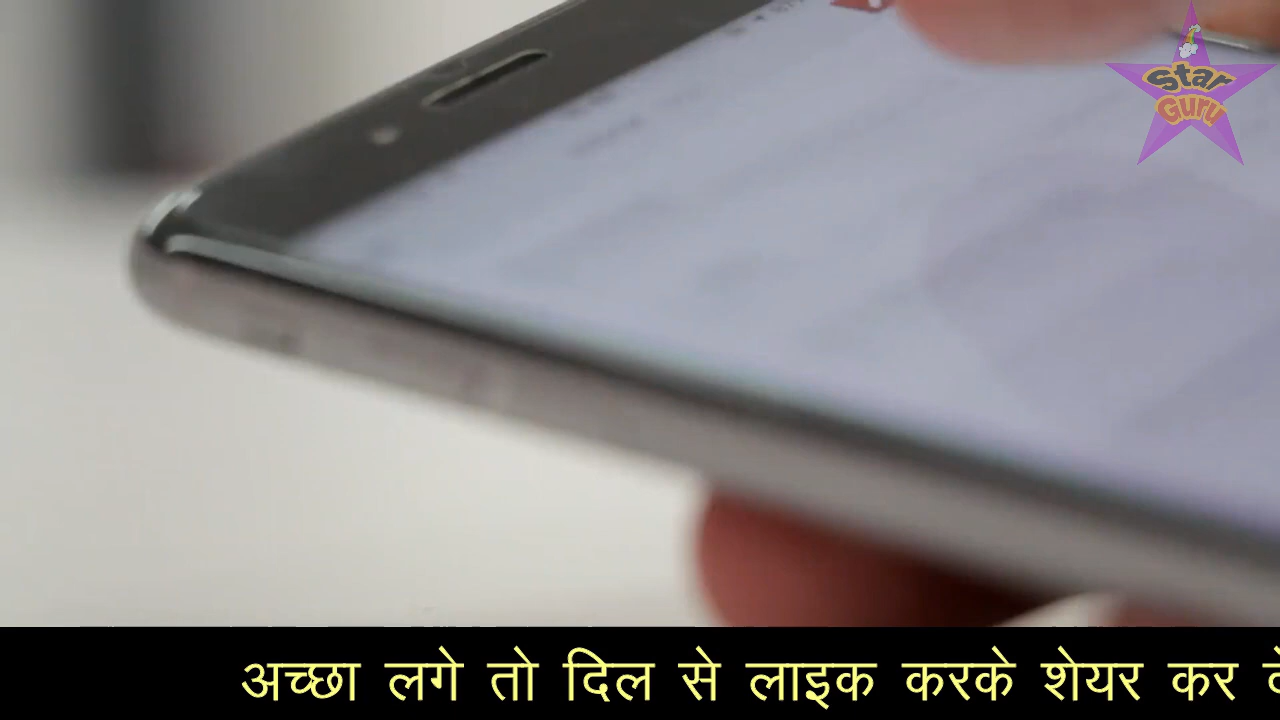 Star
Guru
अच्छा लगे तो दिल से लाइक करके शेयर कर